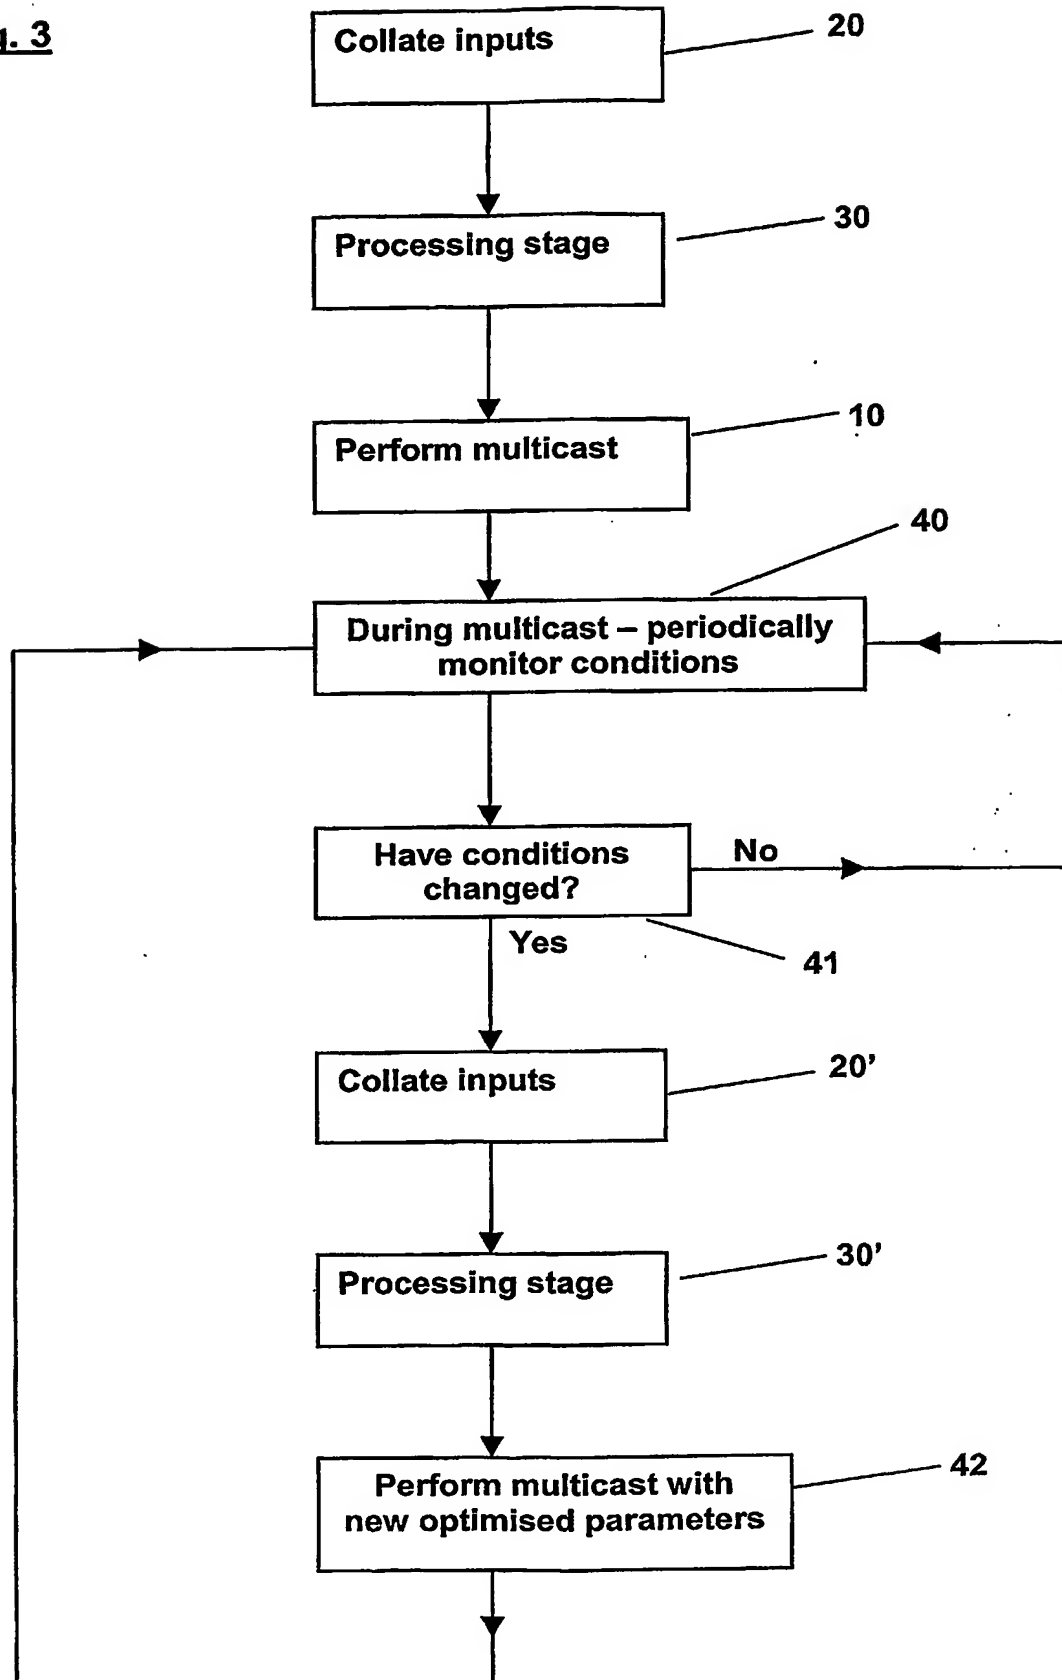 . 3
Collate inputs
20
Processing stage
30
Perform multicast
10
40
During multicast – periodically
monitor conditions
Have conditions
changed?
No
Yes
41
Collate inputs
20'
Processing stage
30'
Perform multicast with
new optimised parameters
42